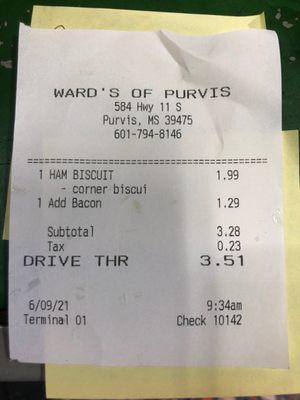 WARD'S OF PURVIS
584 Hwy 11 S
Purvis, MS 39475
601-794-8146
========================================
1 HAM BISCUIT 1.99
- corner biscui
1 Add Bacon 1.29
Subtotal 3.28
Tax 0.23
DRIVE THR 3.51
6/09/21 9:34am
Terminal 01 Check 10142